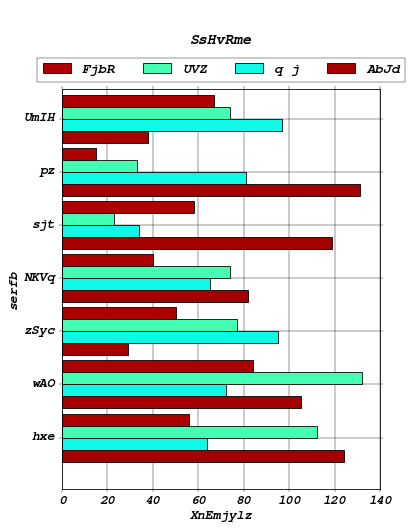 SsHvRme
FjbR UVZ q j AbJd
UmIH
pz
sjt
NKVq
zSyc
wAO
hxe
serfb
0 20 40 60 80 100 120 140
XnEmjylz